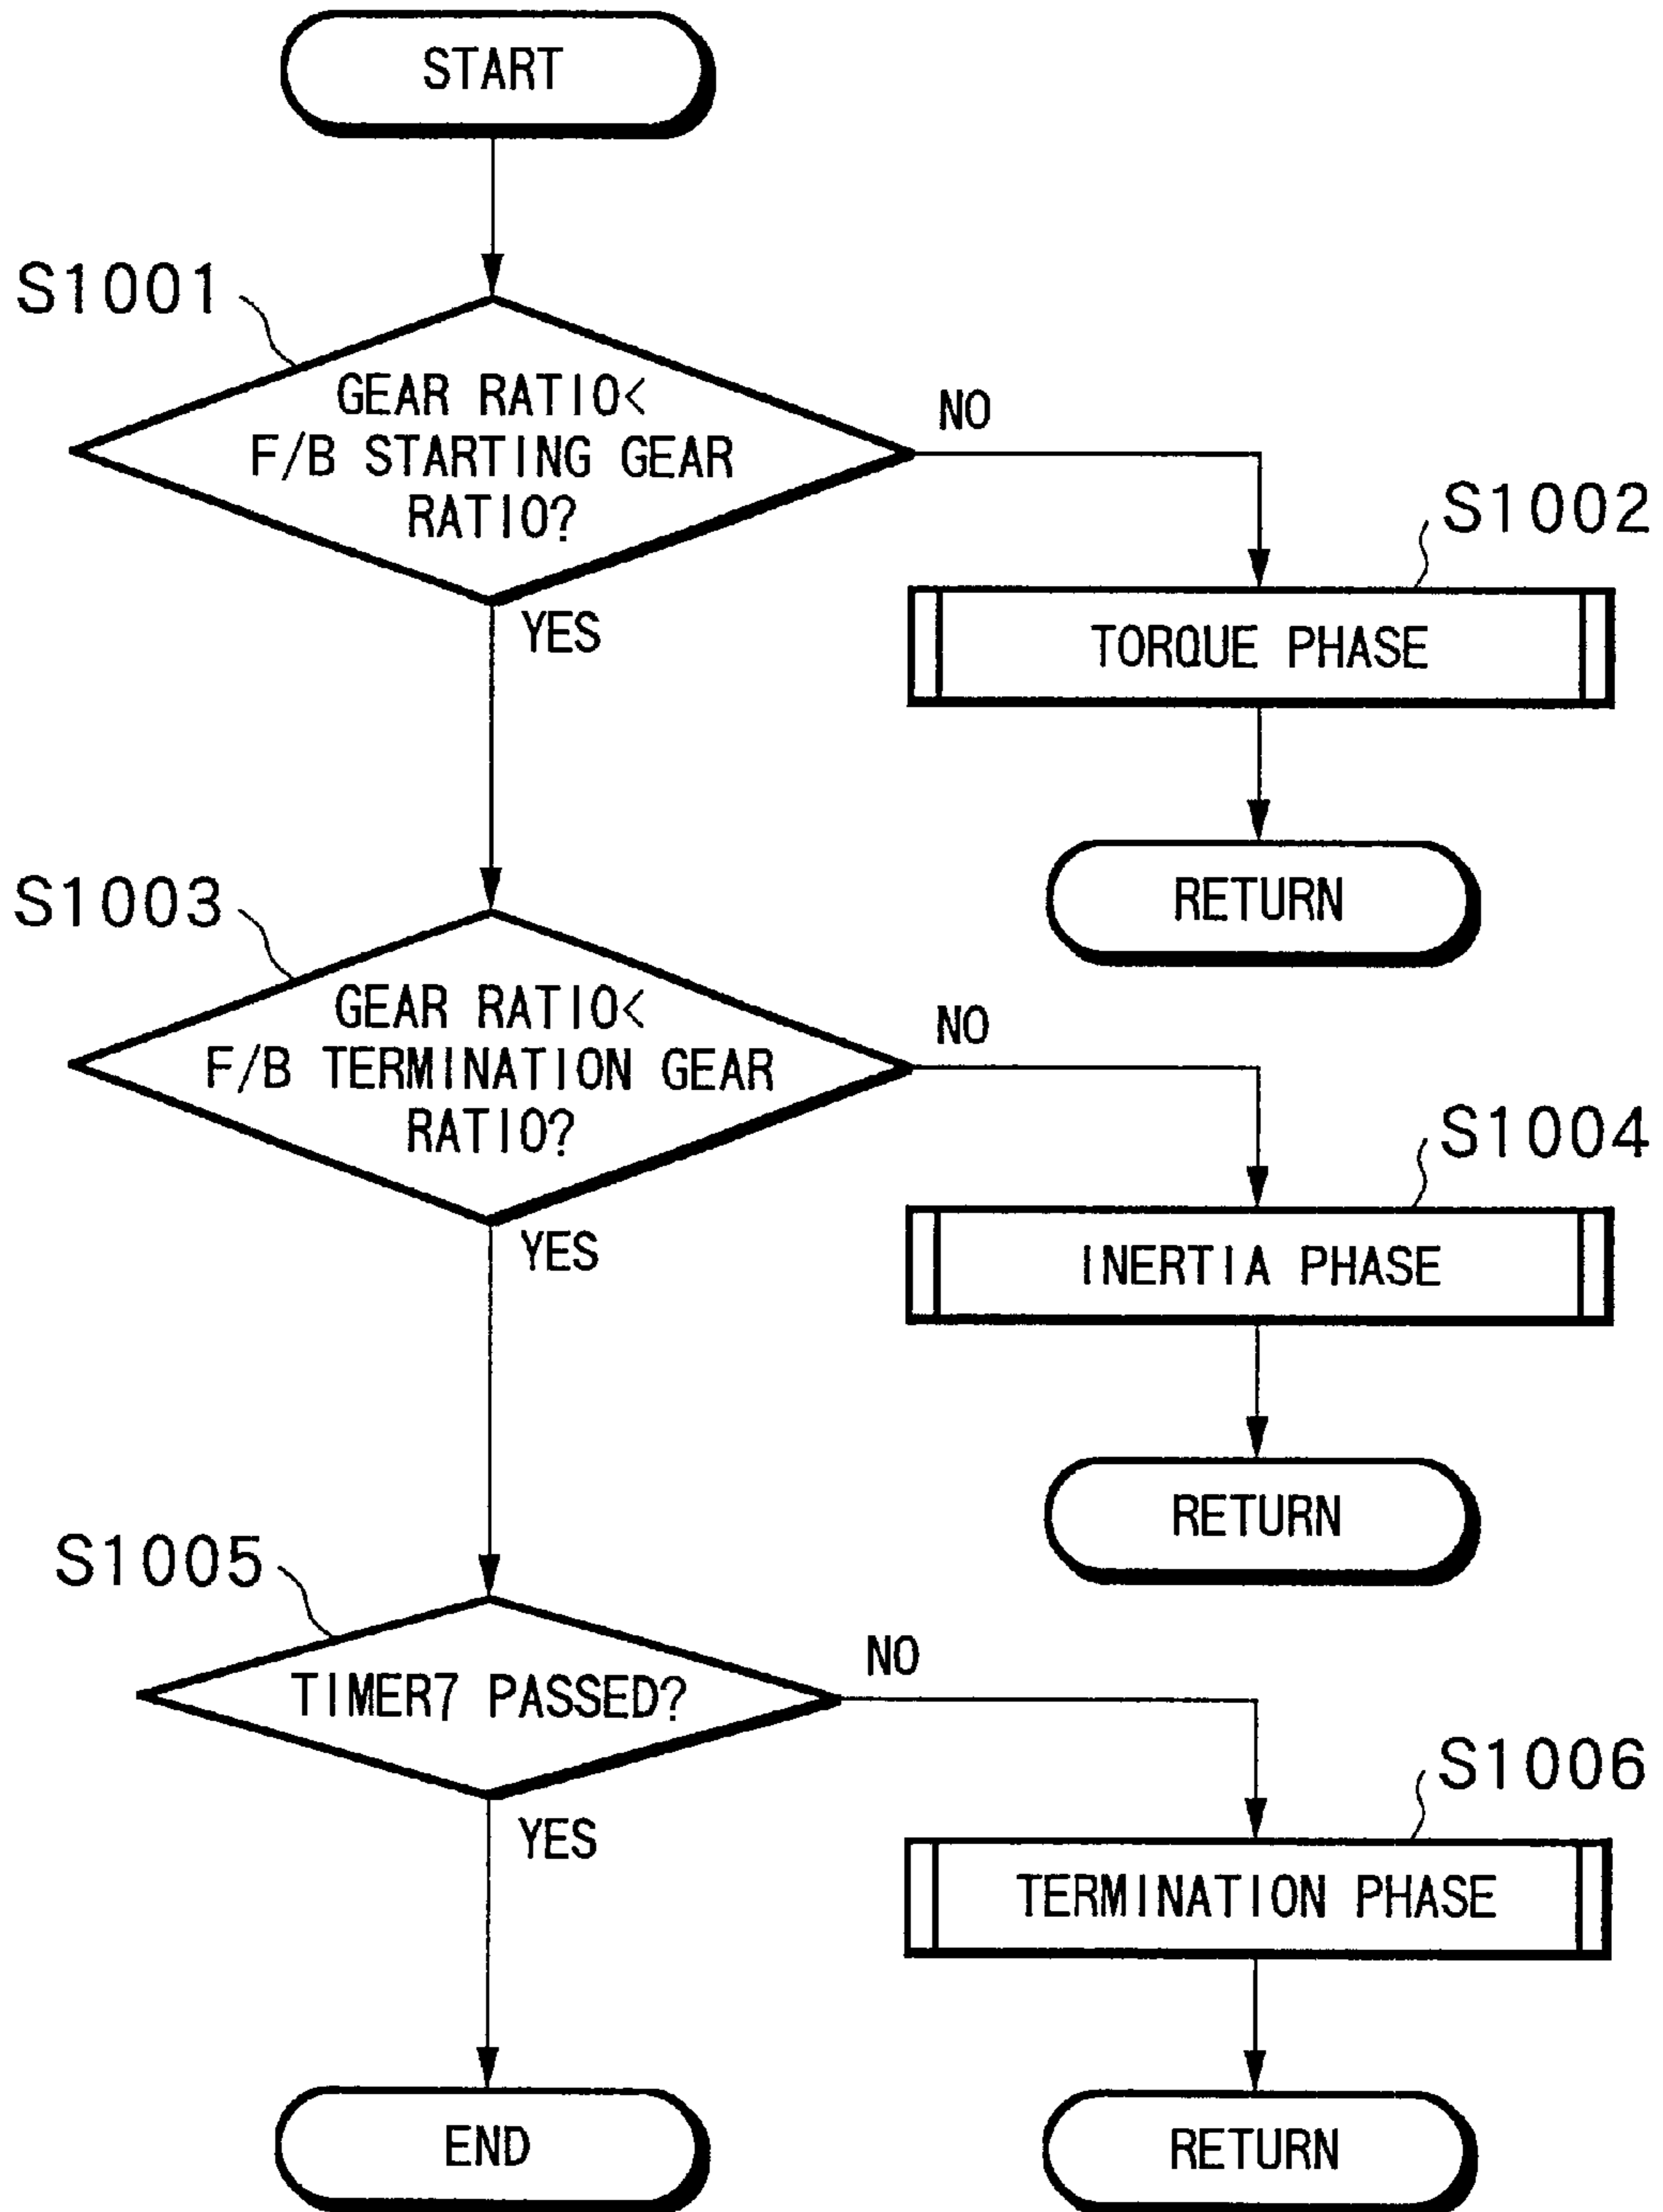 START
S1001
GEAR RATIO<
F/B STARTING GEAR
RATIO?
NO
YES
S1002
TORQUE PHASE
RETURN
S1003
GEAR RATIO<
F/B TERMINATION GEAR
RATIO?
NO
YES
S1004
INERTIA PHASE
RETURN
S1005
TIMER7 PASSED?
NO
YES
S1006
TERMINATION PHASE
END
RETURN